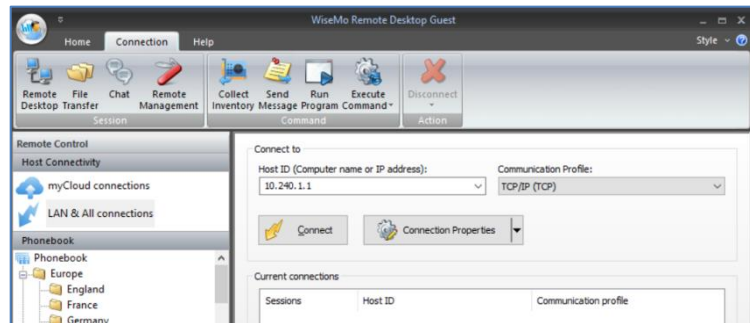 WiseMo Remote Desktop Guest
Home Connection Help
Style
Remote Desktop
File Transfer
Chat
Remote Management
Collect Inventory
Send Message
Run Program
Execute Command
Disconnect
Session
Command
Action
Remote Control
Host Connectivity
myCloud connections
LAN & All connections
Phonebook
Phonebook
Europe
England
France
Germany
Connect to
Host ID (Computer name or IP address):
Communication Profile:
10.240.1.1
TCP/IP (TCP)
Connect
Connection Properties
Current connections
Sessions Host ID Communication profile